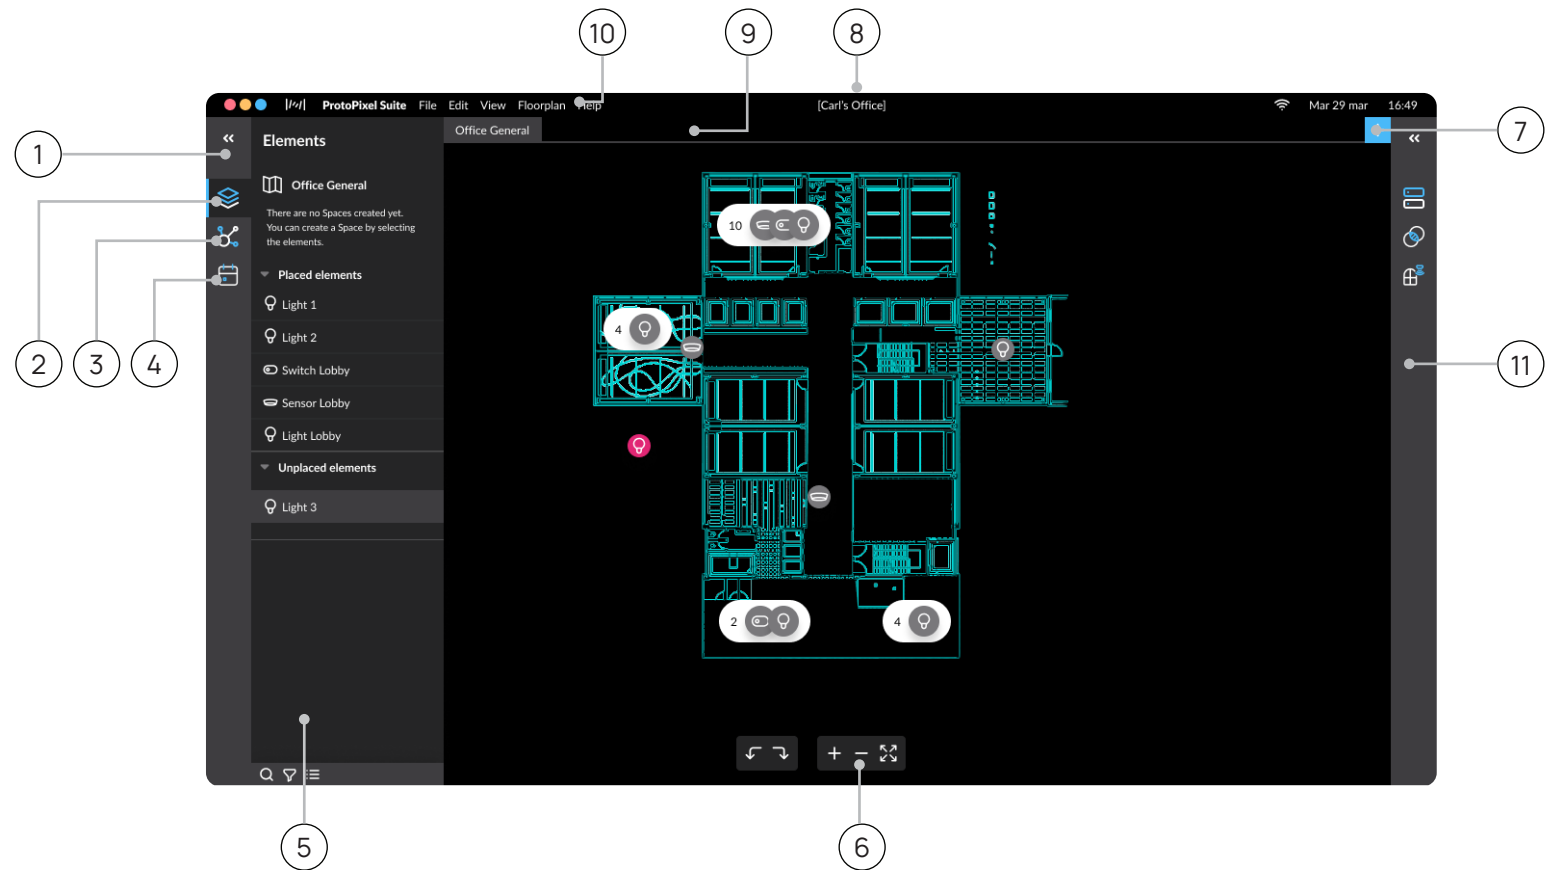 10
9
8
ProtoPixel Suite File Edit View Floorplan Help
[Carl's Office]
Mar 29 mar 16:49
1
2
3
4
Elements
Office General
There are no Spaces created yet.
You can create a Space by selecting
the elements.
Placed elements
Light 1
Light 2
Switch Lobby
Sensor Lobby
Light Lobby
Unplaced elements
Light 3
5
Office General
10
4
2
4
6
7
11